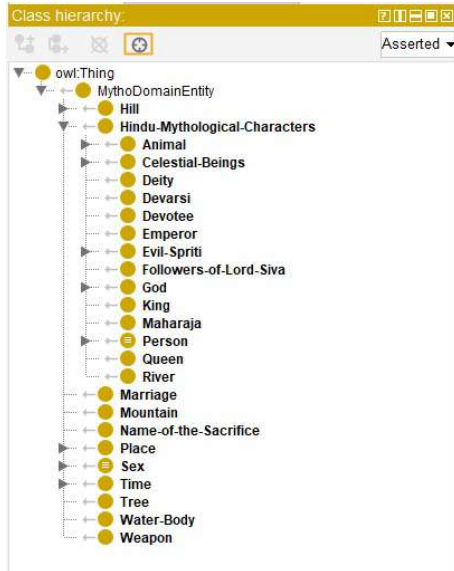 Class hierarchy:
Asserted
owl:Thing
MythoDomainEntity
Hill
Hindu-Mythological-Characters
Animal
Celestial-Beings
Deity
Devarsi
Devotee
Emperor
Evil-Spriti
Followers-of-Lord-Siva
God
King
Maharaja
Person
Queen
River
Marriage
Mountain
Name-of-the-Sacrifice
Place
Sex
Time
Tree
Water-Body
Weapon